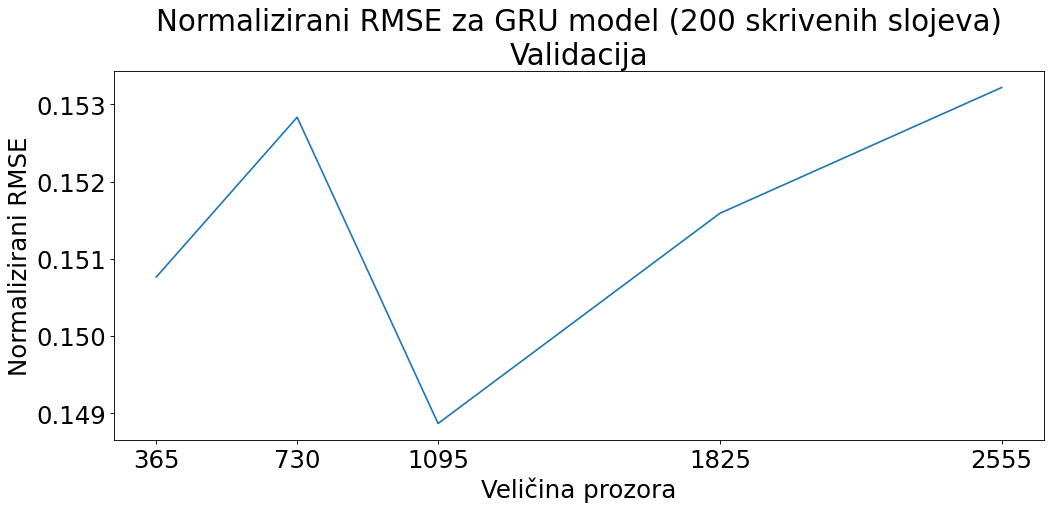 Normalizirani RMSE za GRU model (200 skrivenih slojeva)
Validacija
Normalizirani RMSE
0.153
0.152
0.151
0.150
0.149
365 730 1095 1825 2555
Veličina prozora